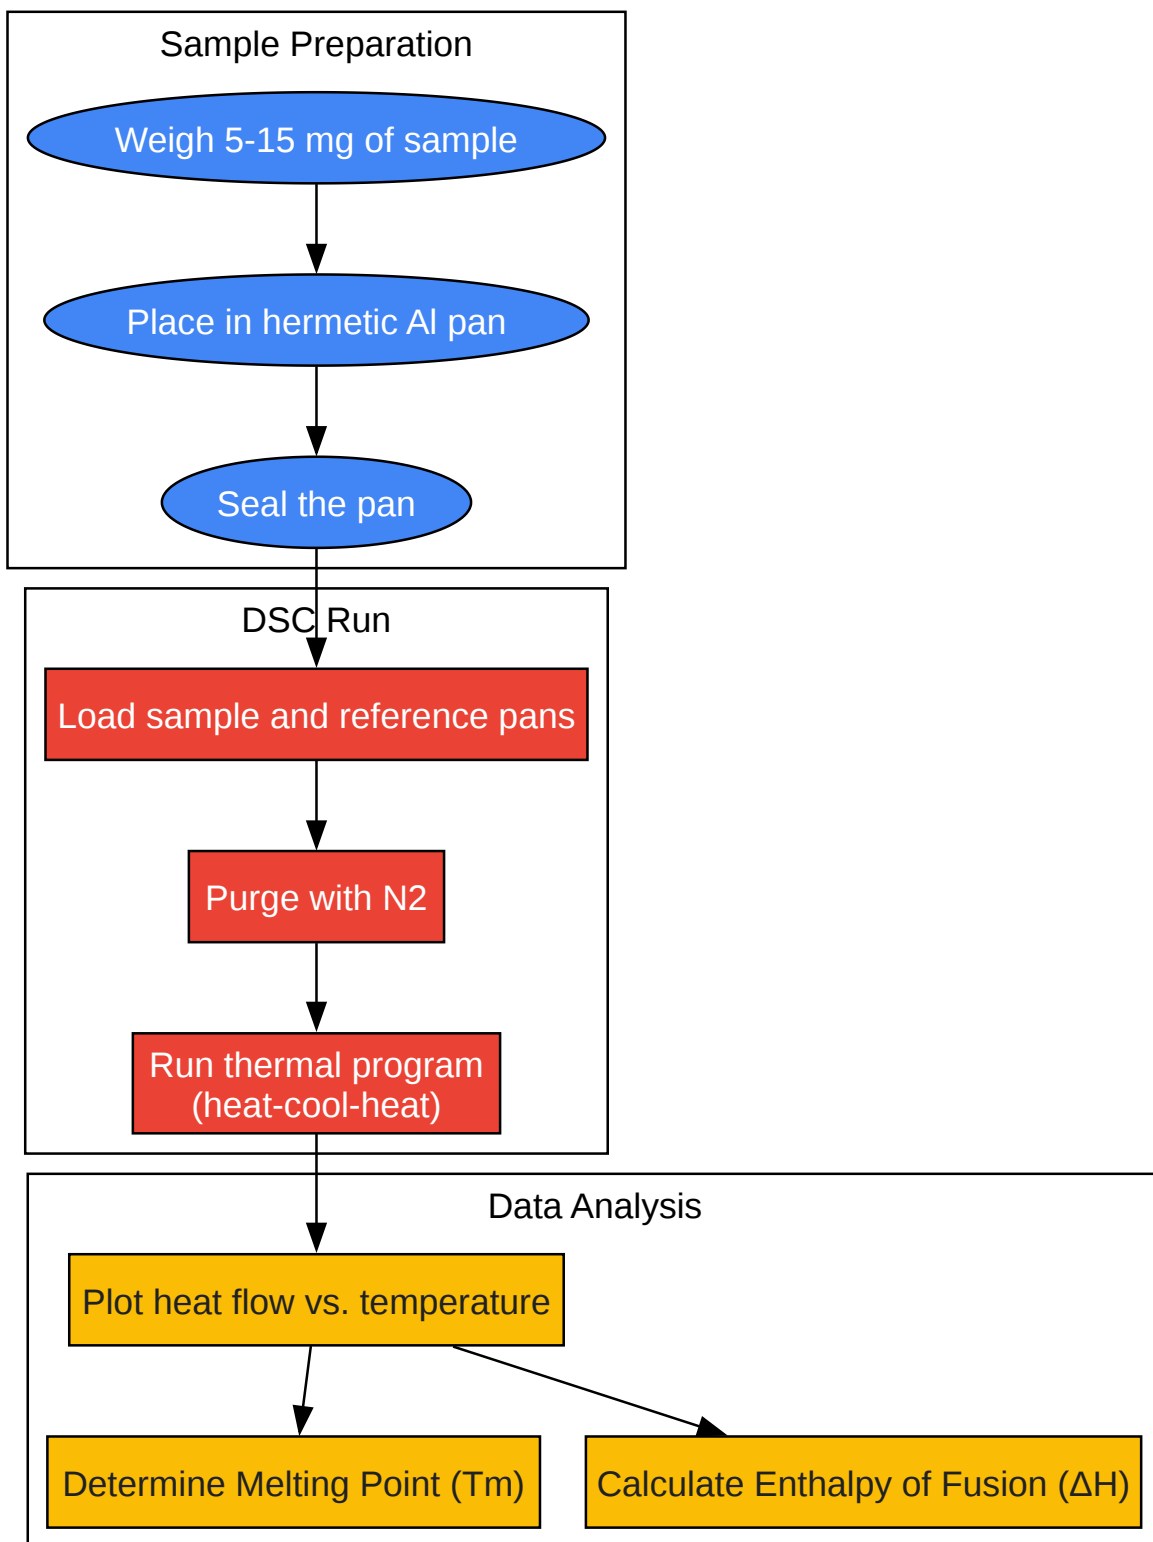 Sample Preparation
Weigh 5-15 mg of sample
Place in hermetic Al pan
Seal the pan
DSC Run
Load sample and reference pans
Purge with N2
Run thermal program
(heat-cool-heat)
Data Analysis
Plot heat flow vs. temperature
Determine Melting Point (Tm)
Calculate Enthalpy of Fusion (ΔH)